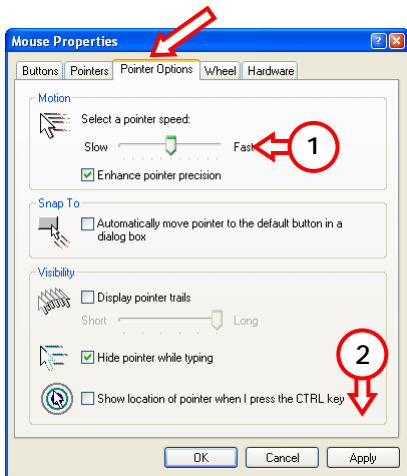 Mouse Properties
Buttons Pointers Pointer Options Wheel Hardware
Motion
Select a pointer speed:
Slow Fast
1
Enhance pointer precision
Snap To
Automatically move pointer to the default button in a
dialog box
Visibility
Display pointer trails
Short Long
Hide pointer while typing
2
Show location of pointer when I press the CTRL key
OK Cancel Apply